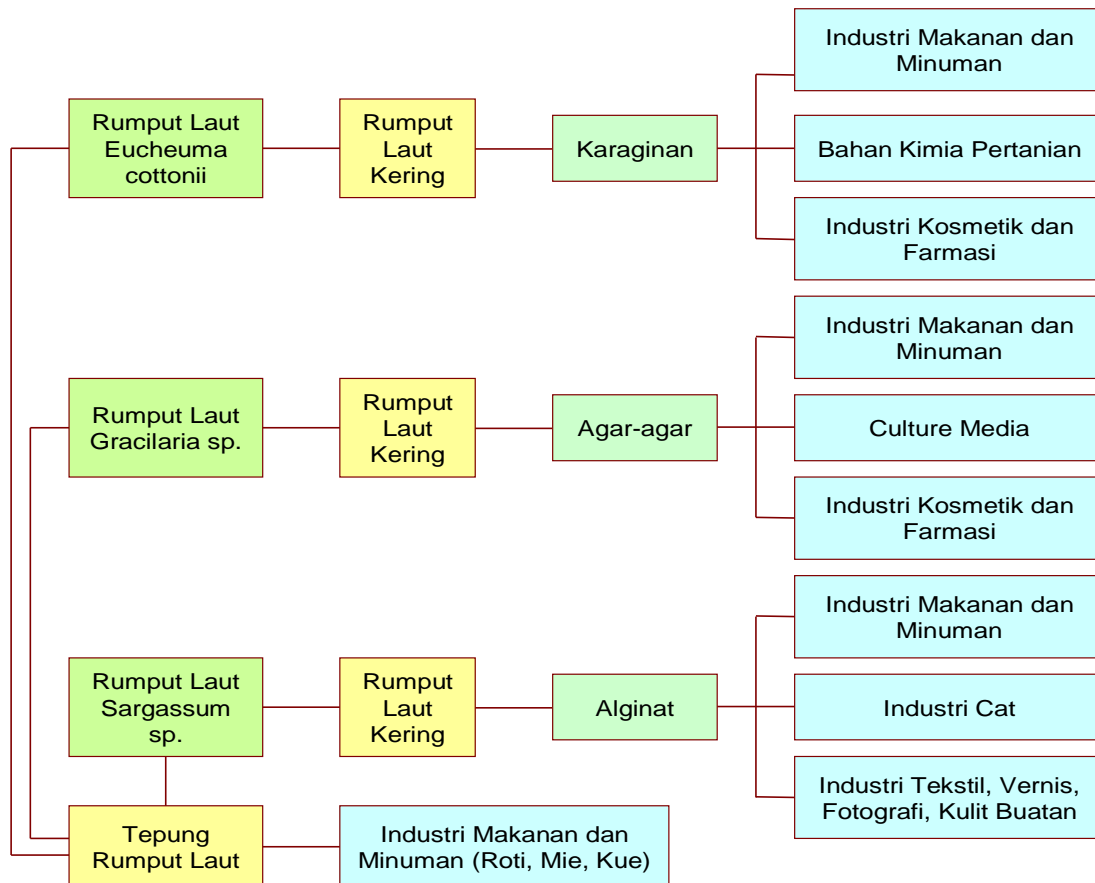 Industri Makanan dan
Minuman
Rumput Laut
Eucheuma
cottonii
Rumput
Laut
Kering
Karaginan
Bahan Kimia Pertanian
Industri Kosmetik dan
Farmasi
Industri Makanan dan
Minuman
Rumput Laut
Gracilaria sp.
Rumput
Laut
Kering
Agar-agar
Culture Media
Industri Kosmetik dan
Farmasi
Industri Makanan dan
Minuman
Rumput Laut
Sargassum
sp.
Rumput
Laut
Kering
Alginat
Industri Cat
Industri Tekstil, Vernis,
Fotografi, Kulit Buatan
Tepung
Rumput Laut
Industri Makanan dan
Minuman (Roti, Mie, Kue)